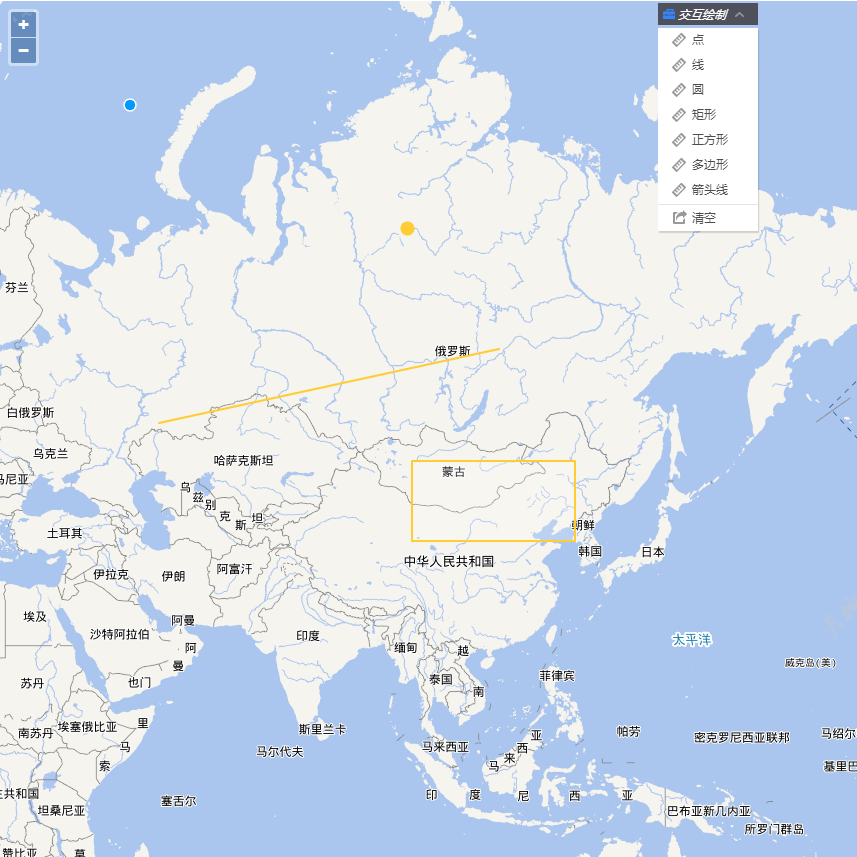 +
−
交互绘制
点
线
圆
矩形
正方形
多边形
箭头线
清空
芬兰
俄罗斯
白俄罗斯
乌克兰
哈萨克斯坦
蒙古
乌兹别克斯坦
土耳其
朝鲜
韩国
日本
中华人民共和国
伊拉克
伊朗
阿富汗
埃及
阿曼
沙特阿拉伯
阿曼
印度
缅甸
越南
太平洋
威克岛(美)
苏丹
也门
泰国
菲律宾
南苏丹
埃塞俄比亚
索马里
斯里兰卡
马尔代夫
马来西亚
马来西亚
帕劳
密克罗尼西亚联邦
马绍尔
基里巴
共和国
坦桑尼亚
塞舌尔
印度尼西亚
巴布亚新几内亚
所罗门群岛
赞比亚
莫